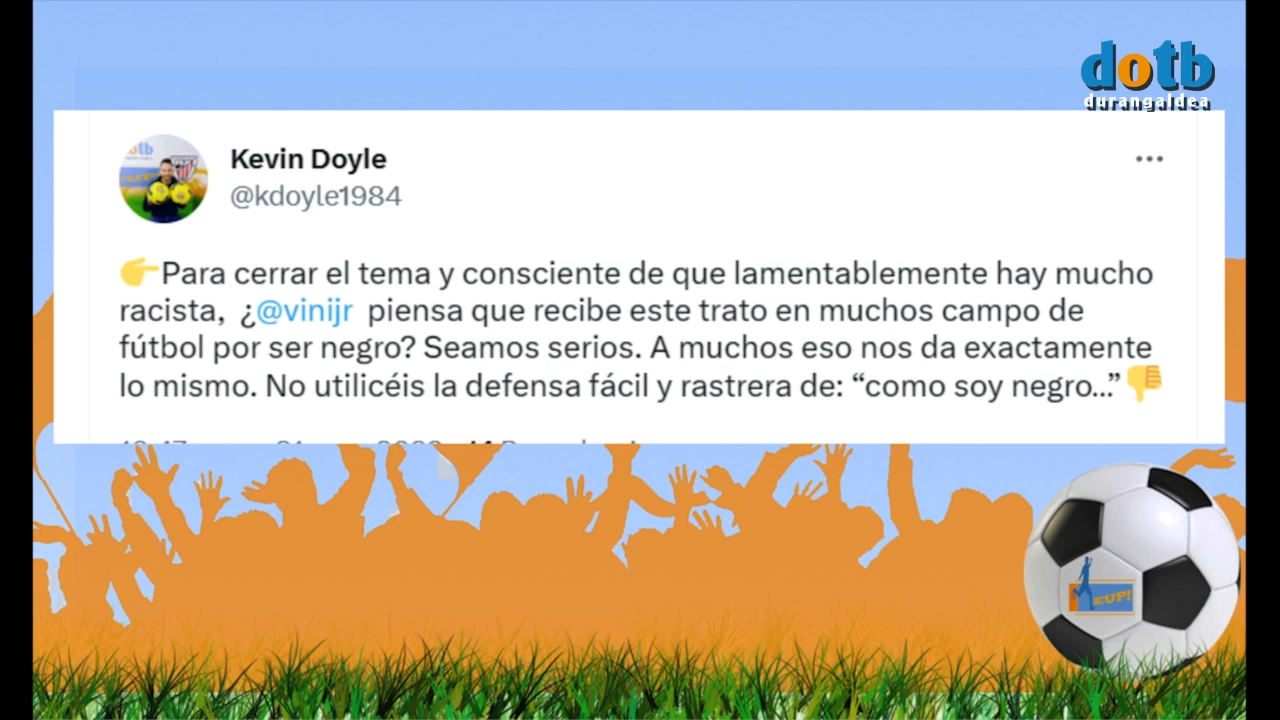 dotb
durangaldea
Kevin Doyle
@kdoyle1984
👉Para cerrar el tema y consciente de que lamentablemente hay mucho
racista, ¿@vinijr piensa que recibe este trato en muchos campo de
fútbol por ser negro? Seamos serios. A muchos eso nos da exactamente
lo mismo. No utilicéis la defensa fácil y rastrera de: “como soy negro...”👎
EUP!